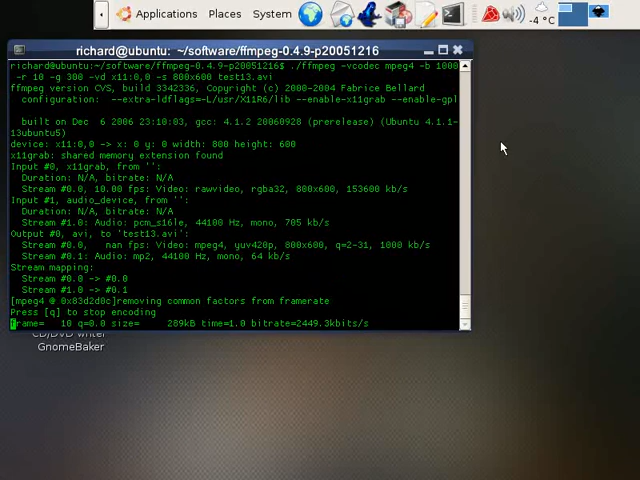 Applications Places System
-4 °C
richard@ubuntu: ~/software/ffmpeg-0.4.9-p20051216
richard@ubuntu:~/software/ffmpeg-0.4.9-p20051216$ ./ffmpeg -vcodec mpeg4 -b 1000
-r 10 -g 300 -vd x11:0,0 -s 800x600 test13.avi
ffmpeg version CVS, build 3342336, Copyright (c) 2000-2004 Fabrice Bellard
configuration: --extra-ldflags=-L/usr/X11R6/lib --enable-x11grab --enable-gpl
built on Dec 6 2006 23:10:03, gcc: 4.1.2 20060928 (prerelease) (Ubuntu 4.1.1-
13ubuntu5)
device: x11:0,0 -> x: 0 y: 0 width: 800 height: 600
x11grab: shared memory extension found
Input #0, x11grab, from '':
Duration: N/A, bitrate: N/A
Stream #0.0, 10.00 fps: Video: rawvideo, rgba32, 800x600, 153600 kb/s
Input #1, audio_device, from '':
Duration: N/A, bitrate: N/A
Stream #1.0: Audio: pcm_s16le, 44100 Hz, mono, 705 kb/s
Output #0, avi, to 'test13.avi':
Stream #0.0, nan fps: Video: mpeg4, yuv420p, 800x600, q=2-31, 1000 kb/s
Stream #0.1: Audio: mp2, 44100 Hz, mono, 64 kb/s
Stream mapping:
Stream #0.0 -> #0.0
Stream #1.0 -> #0.1
[mpeg4 @ 0x83d2d0c]removing common factors from framerate
Press [q] to stop encoding
frame= 10 q=0.0 size= 289kB time=1.0 bitrate=2449.3kbits/s
CD/DVD writer
GnomeBaker